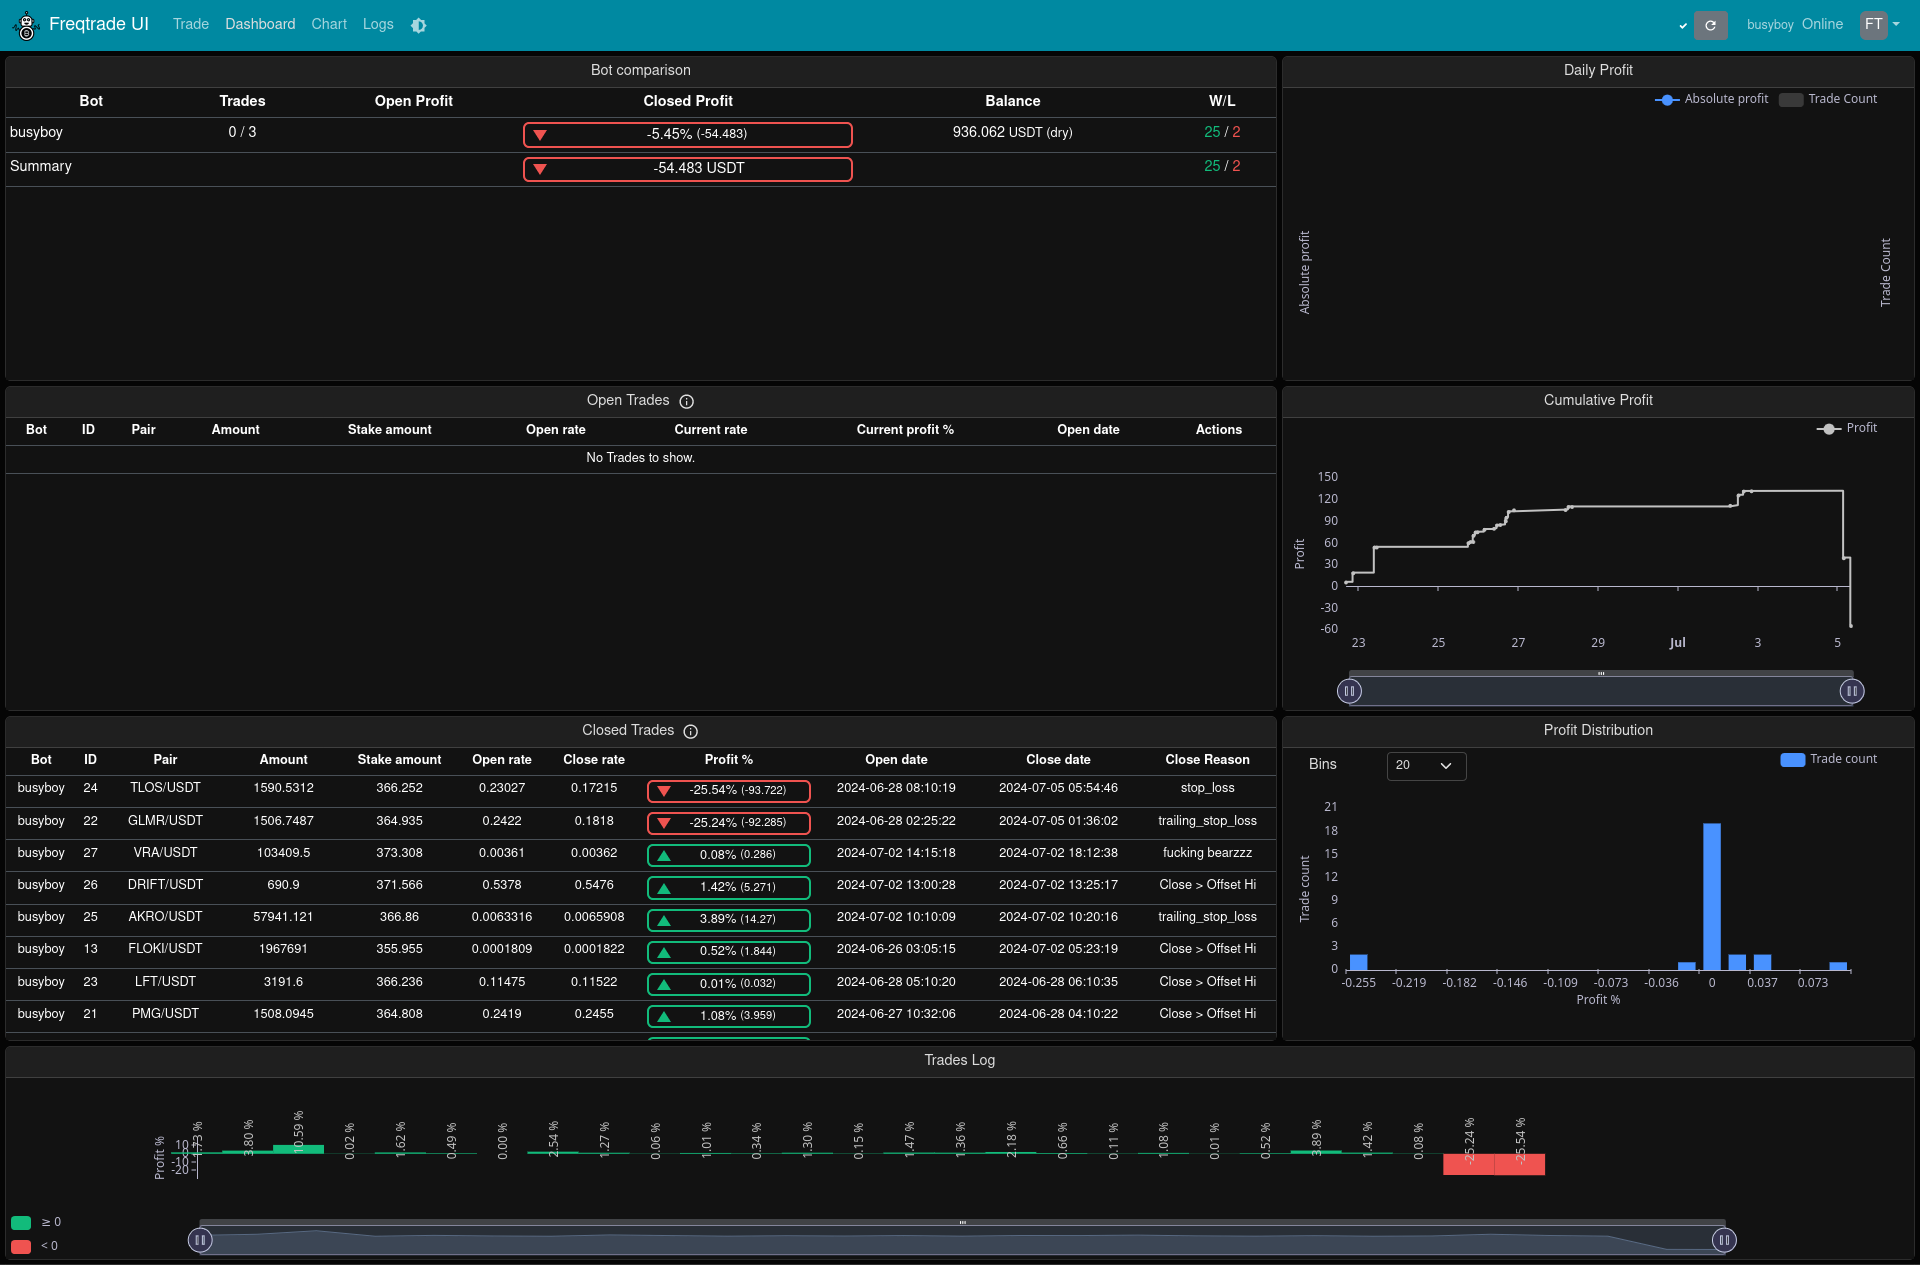 Freqtrade UI Trade Dashboard Chart Logs busyboy Online FT
Bot comparison
Bot Trades Open Profit Closed Profit Balance W/L
busyboy 0 / 3 -5.45% (-54.483) 936.062 USDT (dry) 25 / 2
Summary -54.483 USDT 25 / 2
Daily Profit
Absolute profit Trade Count
Absolute profit
Trade Count
Open Trades
Bot ID Pair Amount Stake amount Open rate Current rate Current profit % Open date Actions
No Trades to show.
Cumulative Profit
Profit
150
120
90
60
30
0
-30
-60
Profit
23 25 27 29 Jul 3 5
Closed Trades
Bot ID Pair Amount Stake amount Open rate Close rate Profit % Open date Close date Close Reason
busyboy 24 TLOS/USDT 1590.5312 366.252 0.23027 0.17215 -25.54% (-93.722) 2024-06-28 08:10:19 2024-07-05 05:54:46 stop_loss
busyboy 22 GLMR/USDT 1506.7487 364.935 0.2422 0.1818 -25.24% (-92.285) 2024-06-28 02:25:22 2024-07-05 01:36:02 trailing_stop_loss
busyboy 27 VRA/USDT 103409.5 373.308 0.00361 0.00362 0.08% (0.286) 2024-07-02 14:15:18 2024-07-02 18:12:38 fucking bearzzz
busyboy 26 DRIFT/USDT 690.9 371.566 0.5378 0.5476 1.42% (5.271) 2024-07-02 13:00:28 2024-07-02 13:25:17 Close > Offset Hi
busyboy 25 AKRO/USDT 57941.121 366.86 0.0063316 0.0065908 3.89% (14.27) 2024-07-02 10:10:09 2024-07-02 10:20:16 trailing_stop_loss
busyboy 13 FLOKI/USDT 1967691 355.955 0.0001809 0.0001822 0.52% (1.844) 2024-06-26 03:05:15 2024-07-02 05:23:19 Close > Offset Hi
busyboy 23 LFT/USDT 3191.6 366.236 0.11475 0.11522 0.01% (0.032) 2024-06-28 05:10:20 2024-06-28 06:10:35 Close > Offset Hi
busyboy 21 PMG/USDT 1508.0945 364.808 0.2419 0.2455 1.08% (3.959) 2024-06-27 10:32:06 2024-06-28 04:10:22 Close > Offset Hi
Profit Distribution
Bins 20 Trade count
21
18
15
12
9
6
3
0
Trade count
-0.255 -0.219 -0.182 -0.146 -0.109 -0.073 -0.036 0 0.037 0.073
Profit %
Trades Log
Profit %
10
0
-10
-20
3.80 % 10.59 % 0.02 % 1.62 % 0.49 % 0.00 % 2.54 % 1.27 % 0.06 % 1.01 % 0.34 % 1.30 % 0.15 % 1.47 % 1.36 % 2.18 % 0.66 % 0.11 % 1.08 % 0.01 % 0.52 % 3.89 % 1.42 % 0.08 % -25.24 % -25.54 %
≥ 0
< 0